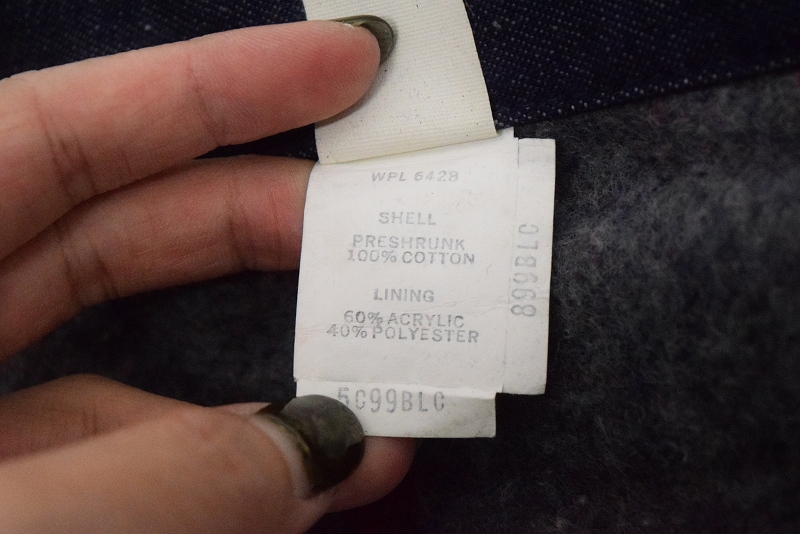 WPL 6428
SHELL
PRESHRUNK
100% COTTON
LINING
60% ACRYLIC
40% POLYESTER
5C99BLC
899BLC